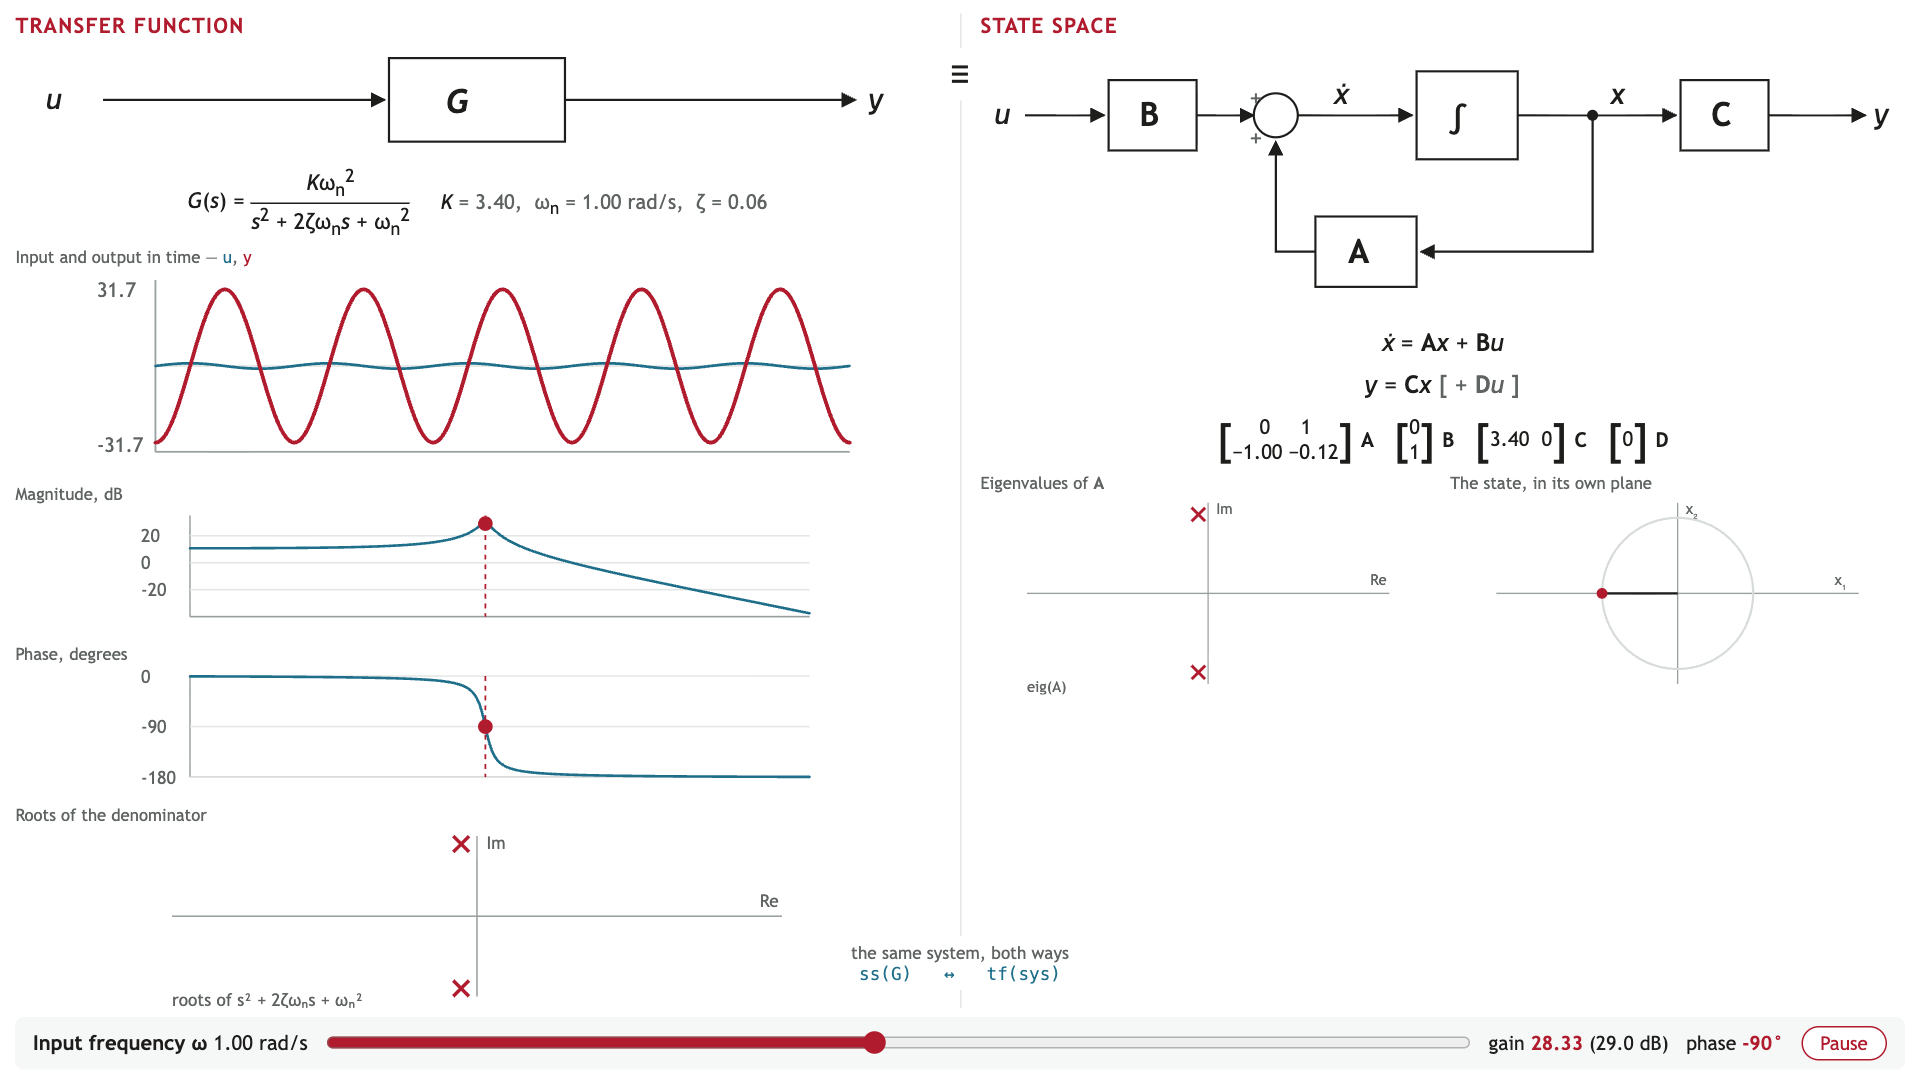 TRANSFER FUNCTION
u
G
y
G(s) = Kωn² / s² + 2ζωns + ωn²
K = 3.40, ωn = 1.00 rad/s, ζ = 0.06
Input and output in time — u, y
31.7
-31.7
Magnitude, dB
20
0
-20
Phase, degrees
0
-90
-180
Roots of the denominator
Im
Re
roots of s² + 2ζωns + ωn²
STATE SPACE
☰
u
B
+
+
ẋ
∫
x
C
y
A
ẋ = Ax + Bu
y = Cx [ + Du ]
[0 1
−1.00 −0.12] A [0
1] B [3.40 0] C [0] D
Eigenvalues of A
Im
Re
eig(A)
The state, in its own plane
x₂
x₁
the same system, both ways
ss(G) ↔ tf(sys)
Input frequency ω 1.00 rad/s
gain 28.33 (29.0 dB) phase -90°
Pause